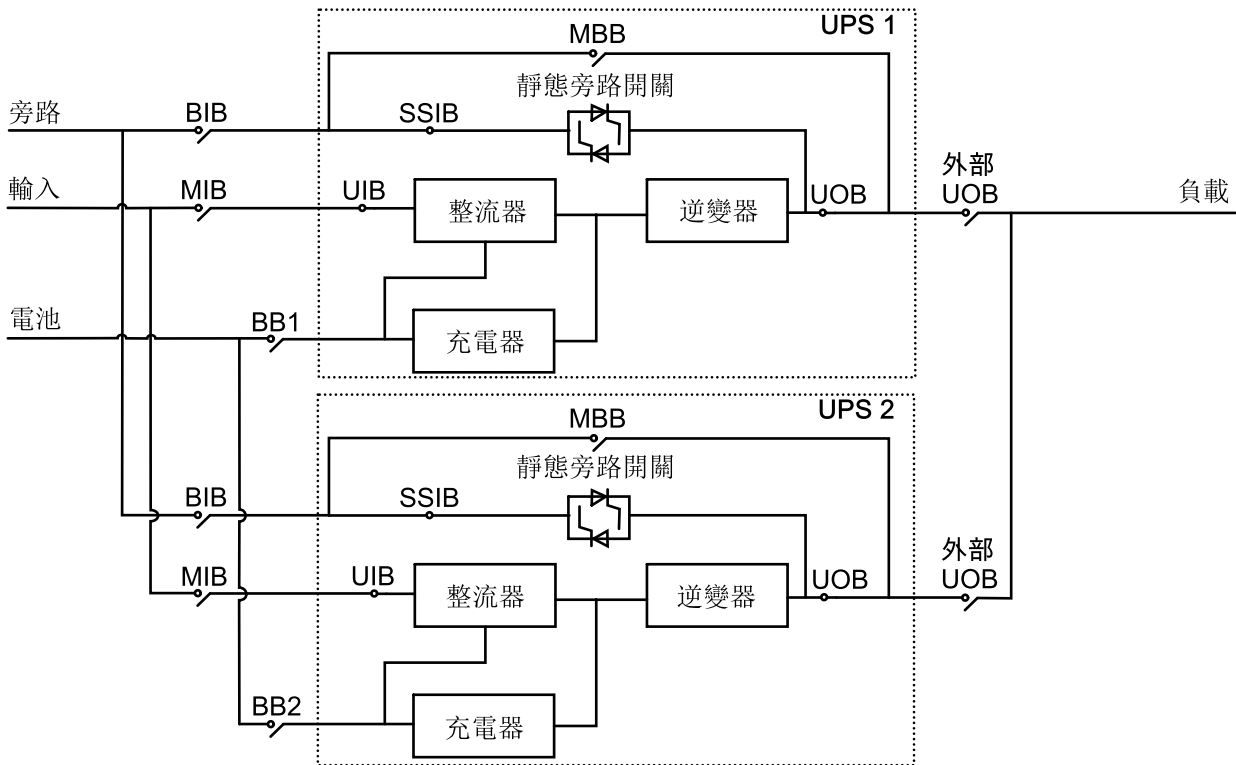 UPS 1
MBB
靜態旁路開關
旁路
BIB
SSIB
外部
UOB
輸入
MIB
UIB
整流器
逆變器
UOB
負載
電池
BB1
充電器
UPS 2
MBB
靜態旁路開關
BIB
SSIB
外部
UOB
MIB
UIB
整流器
逆變器
UOB
BB2
充電器